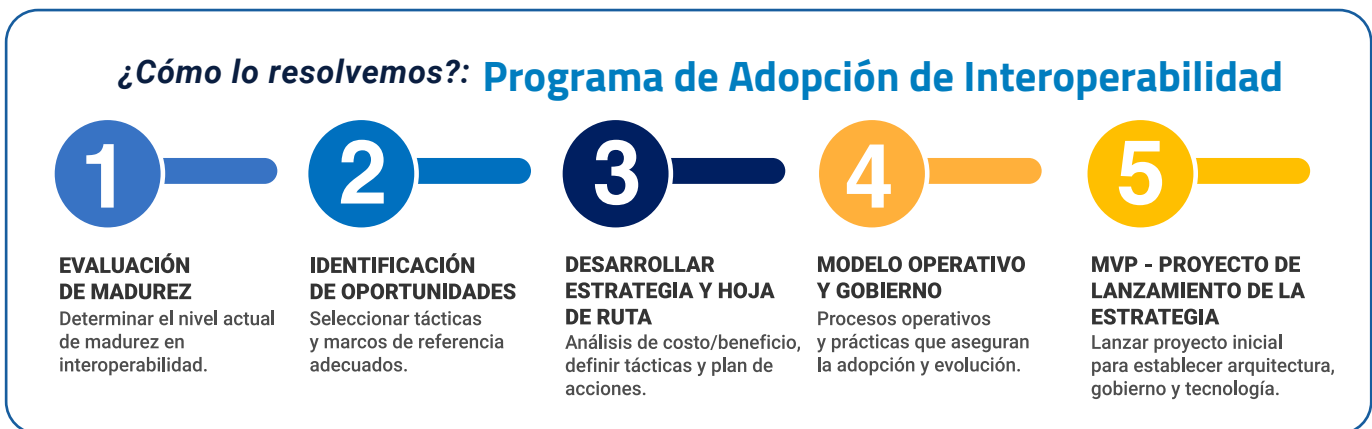 ¿Cómo lo resolvemos?: Programa de Adopción de Interoperabilidad
1
EVALUACIÓN
DE MADUREZ
Determinar el nivel actual
de madurez en
interoperabilidad.
2
IDENTIFICACIÓN
DE OPORTUNIDADES
Seleccionar tácticas
y marcos de referencia
adecuados.
3
DESARROLLAR
ESTRATEGIA Y HOJA
DE RUTA
Análisis de costo/beneficio,
definir tácticas y plan de
acciones.
4
MODELO OPERATIVO
Y GOBIERNO
Procesos operativos
y prácticas que aseguran
la adopción y evolución.
5
MVP - PROYECTO DE
LANZAMIENTO DE LA
ESTRATEGIA
Lanzar proyecto inicial
para establecer arquitectura,
gobierno y tecnología.